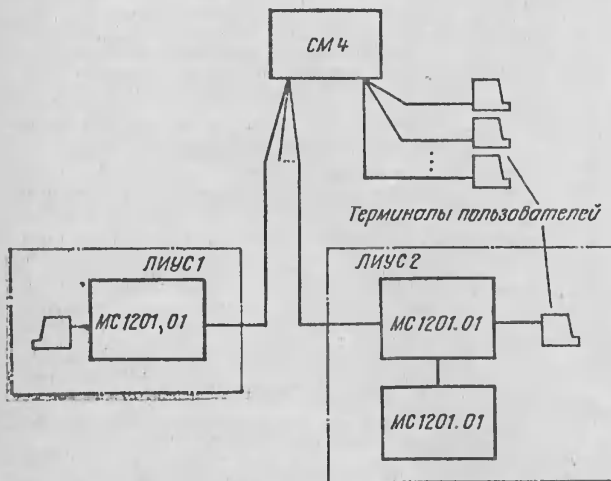 СМ 4
Терминалы пользователей
ЛИУС 1
МС 1201,01
ЛИУС 2
МС 1201.01
МС 1201.01